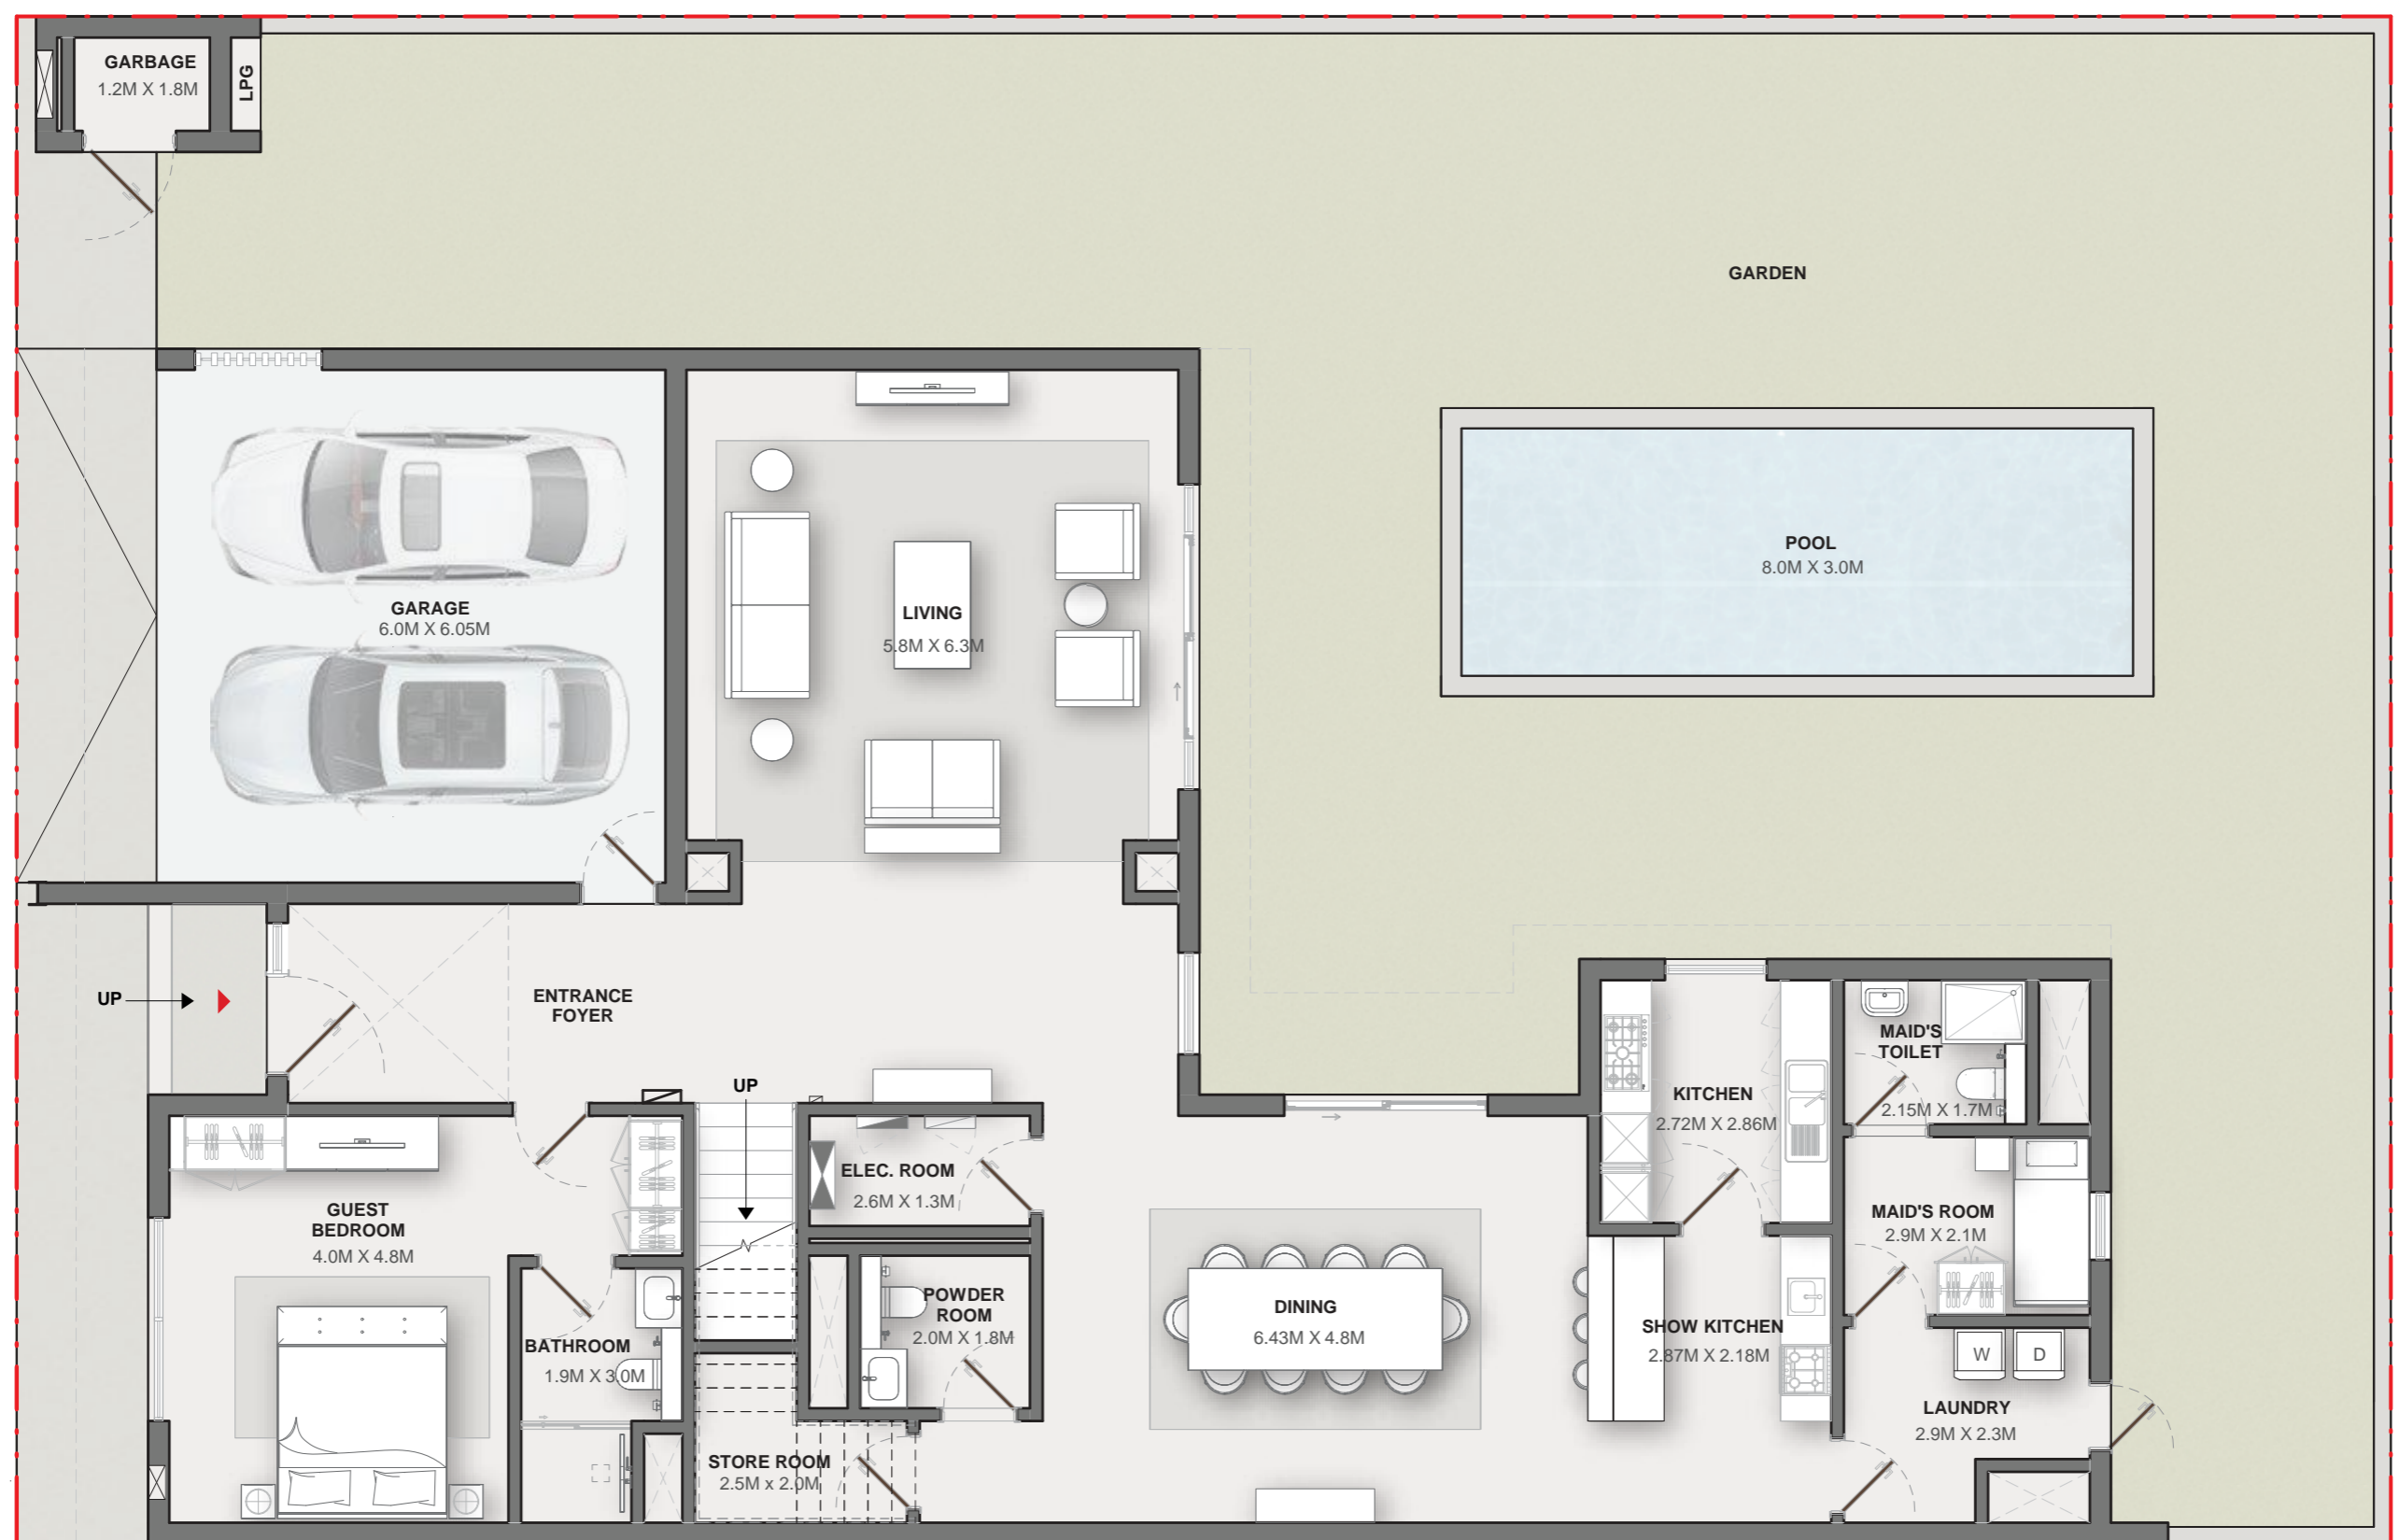 GARBAGE
1.2M X 1.8M
LPG
GARDEN
POOL
8.0M X 3.0M
GARAGE
6.0M X 6.05M
LIVING
5.8M X 6.3M
UP
ENTRANCE
FOYER
UP
MAID'S
TOILET
2.15M X 1.7M
KITCHEN
2.72M X 2.86M
ELEC. ROOM
2.6M X 1.3M
GUEST
BEDROOM
4.0M X 4.8M
MAID'S ROOM
2.9M X 2.1M
POWDER
ROOM
2.0M X 1.8M
DINING
6.43M X 4.8M
SHOW KITCHEN
2.87M X 2.18M
BATHROOM
1.9M X 3.0M
W D
LAUNDRY
2.9M X 2.3M
STORE ROOM
2.5M x 2.0M